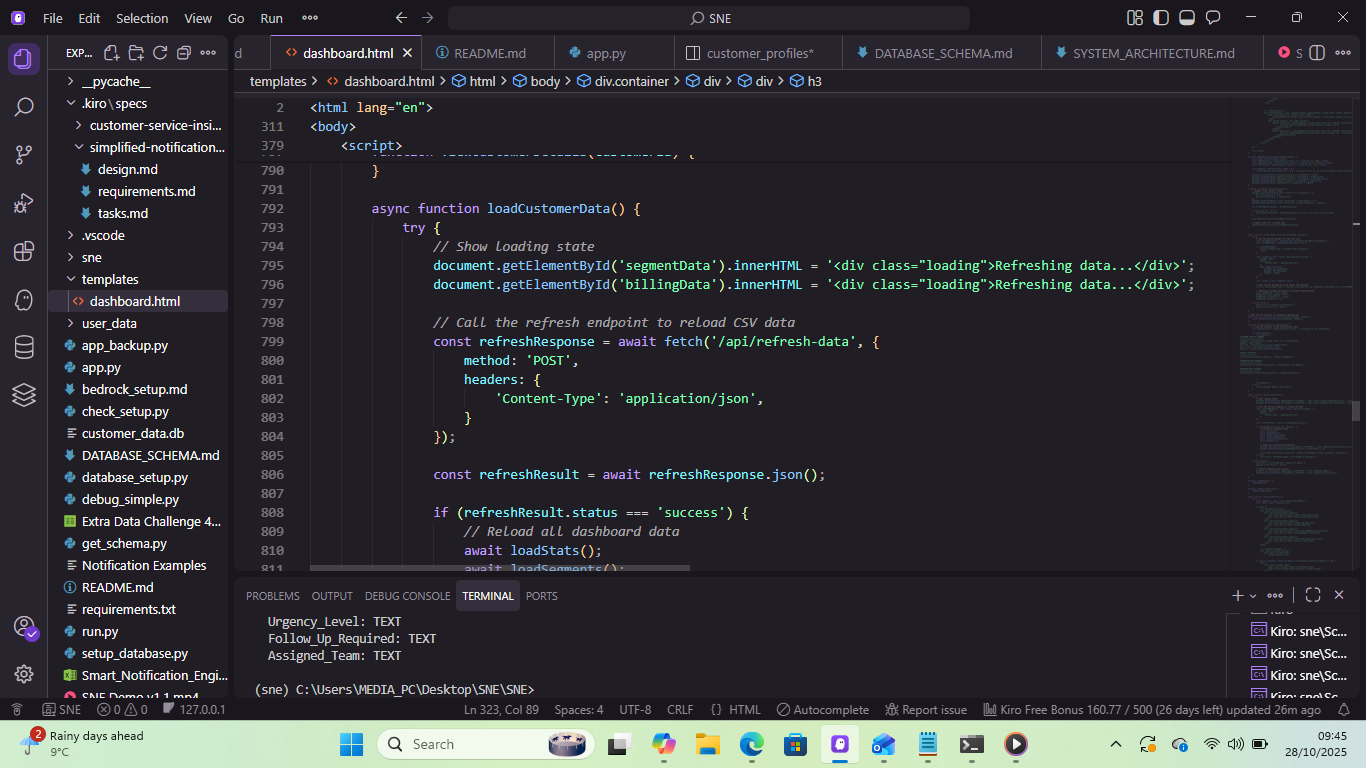 File Edit Selection View Go Run ••• SNE
EXP...
d
dashboard.html
README.md
app.py
customer_profiles*
DATABASE_SCHEMA.md
SYSTEM_ARCHITECTURE.md
S
templates > dashboard.html > html > body > div.container > div > div > h3
__pycache__
.kiro\specs
customer-service-insi...
simplified-notification...
design.md
requirements.md
tasks.md
.vscode
sne
templates
dashboard.html
user_data
app_backup.py
app.py
bedrock_setup.md
check_setup.py
customer_data.db
DATABASE_SCHEMA.md
database_setup.py
debug_simple.py
Extra Data Challenge 4...
get_schema.py
Notification Examples
README.md
requirements.txt
run.py
setup_database.py
Smart_Notification_Engi...
SNE Demo v1.1.mp4
2 <html lang="en">
311 <body>
379 <script>
790 }
791
792 async function loadCustomerData() {
793 try {
794 // Show loading state
795 document.getElementById('segmentData').innerHTML = '<div class="loading">Refreshing data...</div>';
796 document.getElementById('billingData').innerHTML = '<div class="loading">Refreshing data...</div>';
797
798 // Call the refresh endpoint to reload CSV data
799 const refreshResponse = await fetch('/api/refresh-data', {
800 method: 'POST',
801 headers: {
802 'Content-Type': 'application/json',
803 }
804 });
805
806 const refreshResult = await refreshResponse.json();
807
808 if (refreshResult.status === 'success') {
809 // Reload all dashboard data
810 await loadStats();
811 await loadSegments();
PROBLEMS OUTPUT DEBUG CONSOLE TERMINAL PORTS
Urgency_Level: TEXT
Follow_Up_Required: TEXT
Assigned_Team: TEXT
(sne) C:\Users\MEDIA_PC\Desktop\SNE\SNE>
Kiro
Kiro: sne\Sc...
Kiro: sne\Sc...
Kiro: sne\Sc...
Kiro: sne\Sc...
SNE 0 0 127.0.0.1 Ln 323, Col 89 Spaces: 4 UTF-8 CRLF {} HTML Autocomplete Report issue Kiro Free Bonus 160.77 / 500 (26 days left) updated 26m ago
2
Rainy days ahead
9°C
Search
09:45
28/10/2025